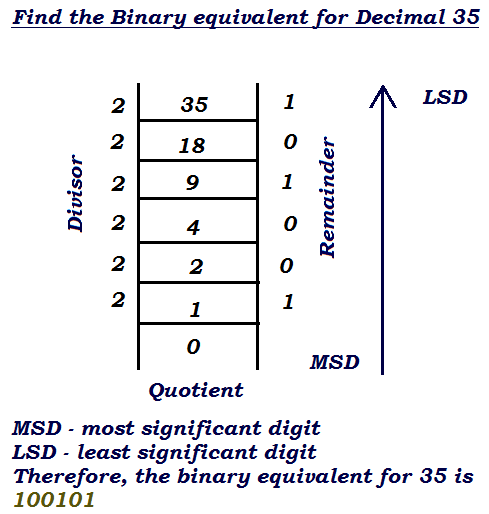 Find the Binary equivalent for Decimal 35
2 35 1 LSD
2 18 0
2 9 1
2 4 0
2 2 0
2 1 1
0
MSD
Divisor
Remainder
Quotient
MSD - most significant digit
LSD - least significant digit
Therefore, the binary equivalent for 35 is
100101